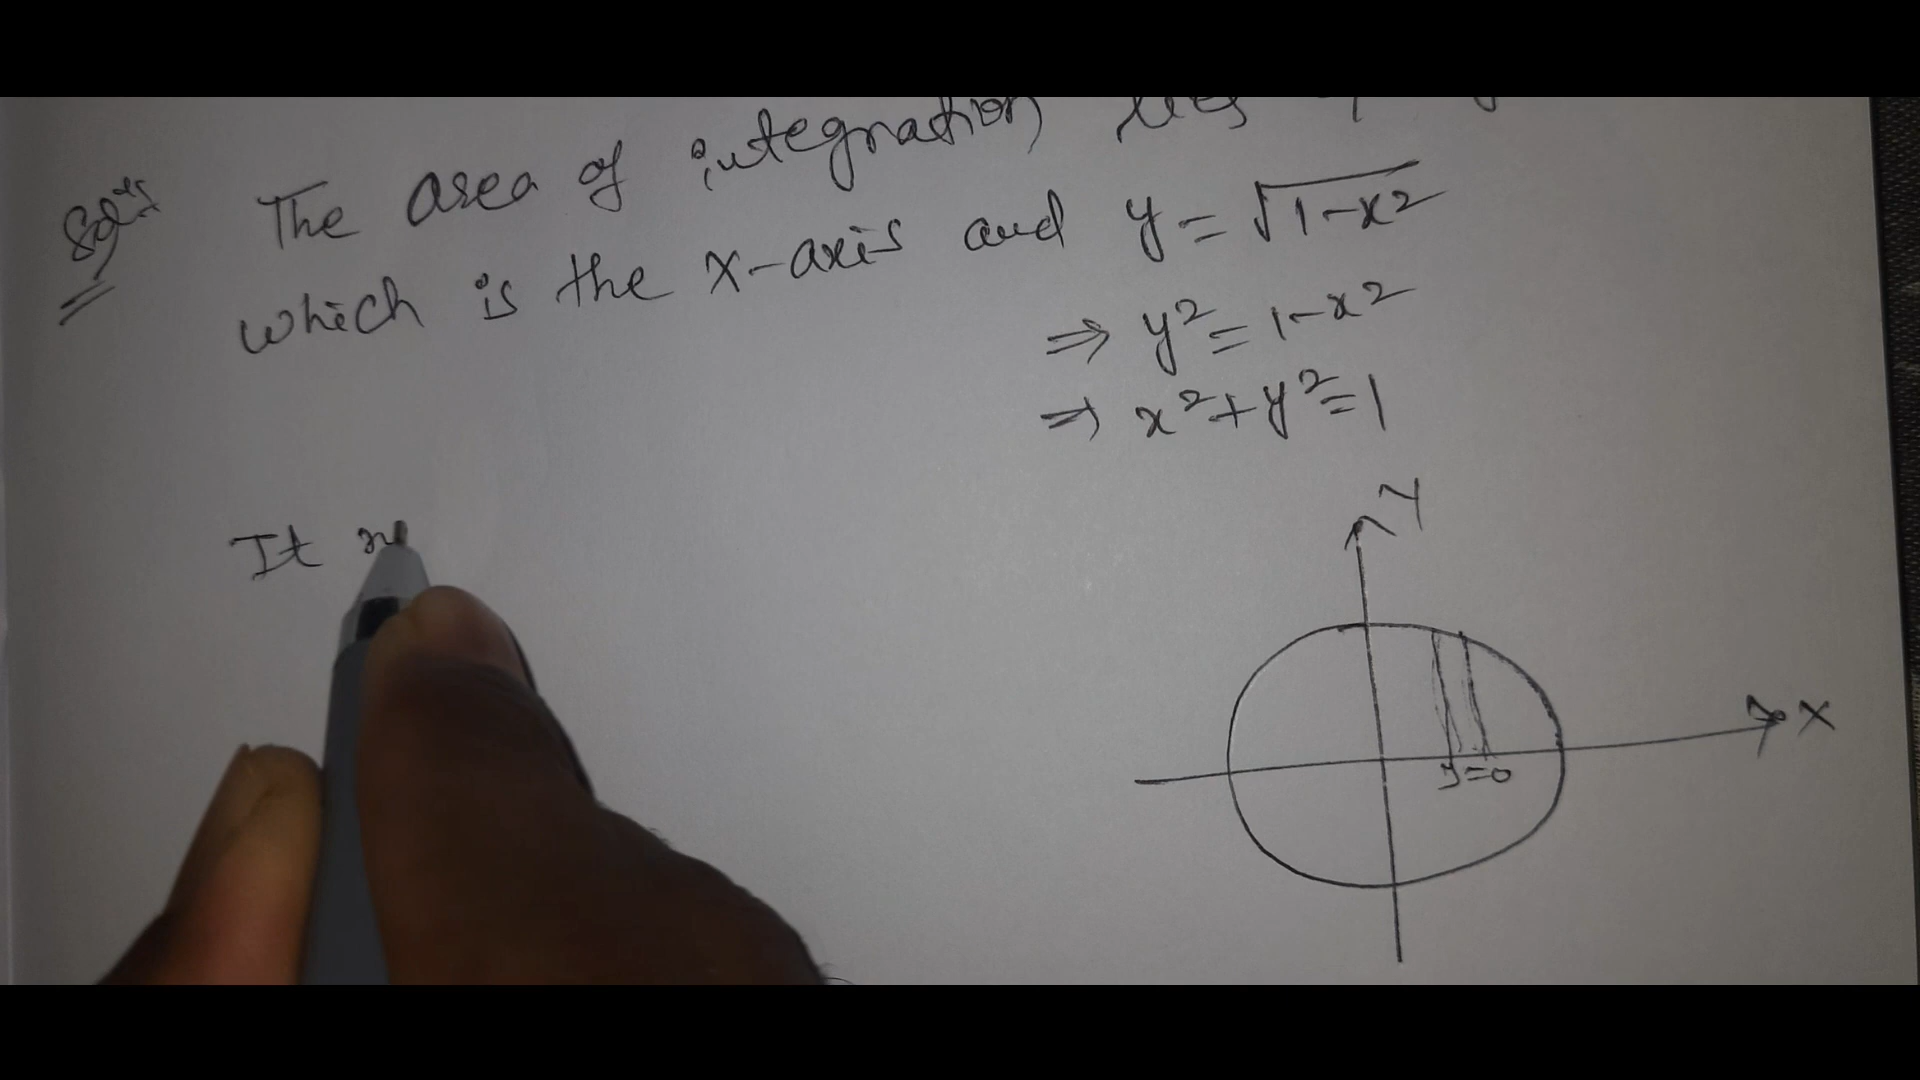 Solⁿ: The area of integration lies
which is the x-axis and y = √1-x²
⇒ y² = 1-x²
⇒ x²+y²=1
It
Y
X
y=0